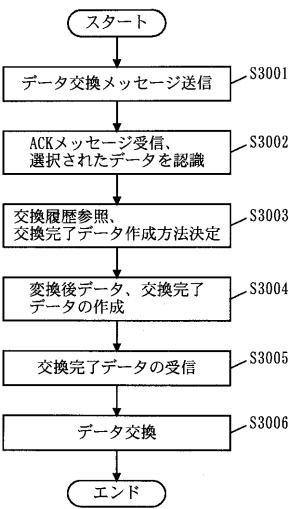 スタート
データ交換メッセージ送信
S3001
ACKメッセージ受信、
選択されたデータを認識
S3002
交換履歴参照、
交換完了データ作成方法決定
S3003
変換後データ、交換完了
データの作成
S3004
交換完了データの受信
S3005
データ交換
S3006
エンド